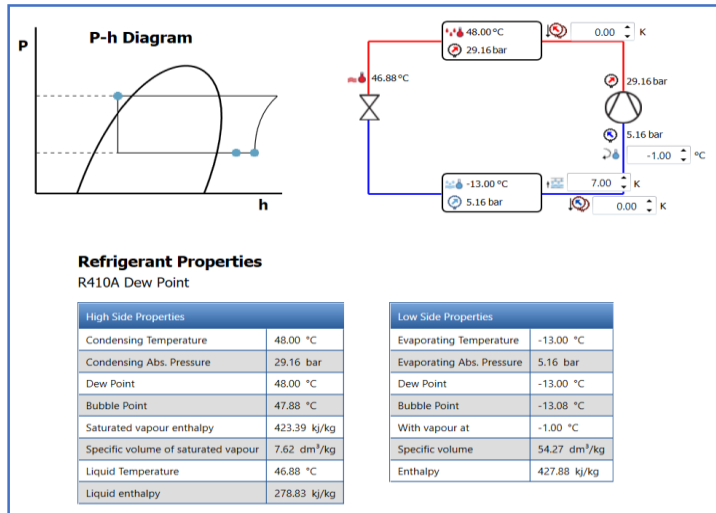 P-h Diagram
P
h
48.00 °C
29.16 bar
0.00 K
46.88 °C
29.16 bar
5.16 bar
-1.00 °C
-13.00 °C
5.16 bar
7.00 K
0.00 K
Refrigerant Properties
R410A Dew Point
High Side Properties
Condensing Temperature 48.00 °C
Condensing Abs. Pressure 29.16 bar
Dew Point 48.00 °C
Bubble Point 47.88 °C
Saturated vapour enthalpy 423.39 kj/kg
Specific volume of saturated vapour 7.62 dm³/kg
Liquid Temperature 46.88 °C
Liquid enthalpy 278.83 kj/kg
Low Side Properties
Evaporating Temperature -13.00 °C
Evaporating Abs. Pressure 5.16 bar
Dew Point -13.00 °C
Bubble Point -13.08 °C
With vapour at -1.00 °C
Specific volume 54.27 dm³/kg
Enthalpy 427.88 kj/kg